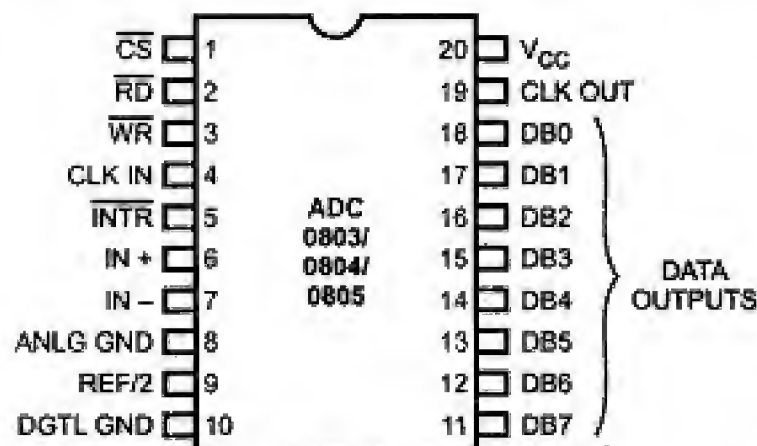 CS 1 20 VCC
RD 2 19 CLK OUT
WR 3 18 DB0
CLK IN 4 17 DB1
INTR 5 16 DB2
IN + 6 15 DB3
IN – 7 14 DB4
ANLG GND 8 13 DB5
REF/2 9 12 DB6
DGTL GND 10 11 DB7
ADC
0803/
0804/
0805
DATA
OUTPUTS